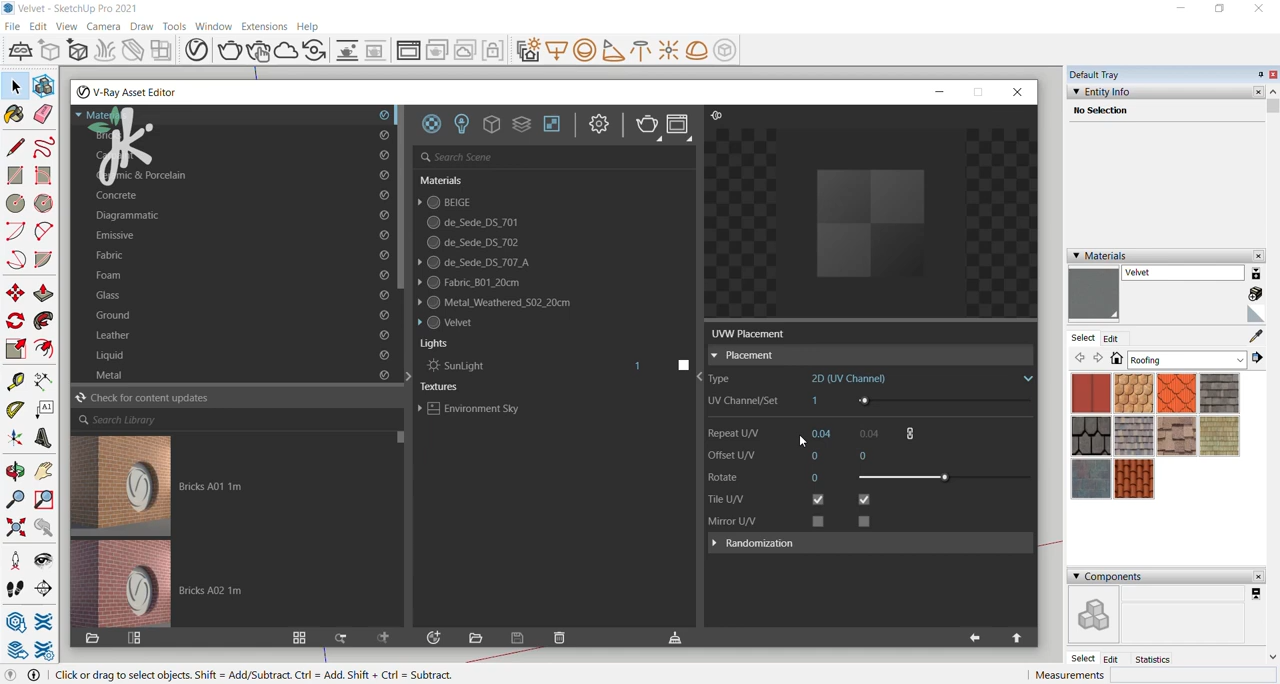 Velvet - SketchUp Pro 2021
File Edit View Camera Draw Tools Window Extensions Help
V-Ray Asset Editor
Materials
jk
Ceramic & Porcelain
Concrete
Diagrammatic
Emissive
Fabric
Foam
Glass
Ground
Leather
Liquid
Metal
Check for content updates
Search Library
Bricks A01 1m
Bricks A02 1m
Search Scene
Materials
BEIGE
de_Sede_DS_701
de_Sede_DS_702
de_Sede_DS_707_A
Fabric_B01_20cm
Metal_Weathered_S02_20cm
Velvet
Lights
SunLight 1
Textures
Environment Sky
UVW Placement
Placement
Type 2D (UV Channel)
UV Channel/Set 1
Repeat U/V 0.04 0.04
Offset U/V 0 0
Rotate 0
Tile U/V
Mirror U/V
Randomization
Default Tray
Entity Info
No Selection
Materials
Velvet
Select Edit
Roofing
Components
Select Edit Statistics
Click or drag to select objects. Shift = Add/Subtract. Ctrl = Add. Shift + Ctrl = Subtract.
Measurements